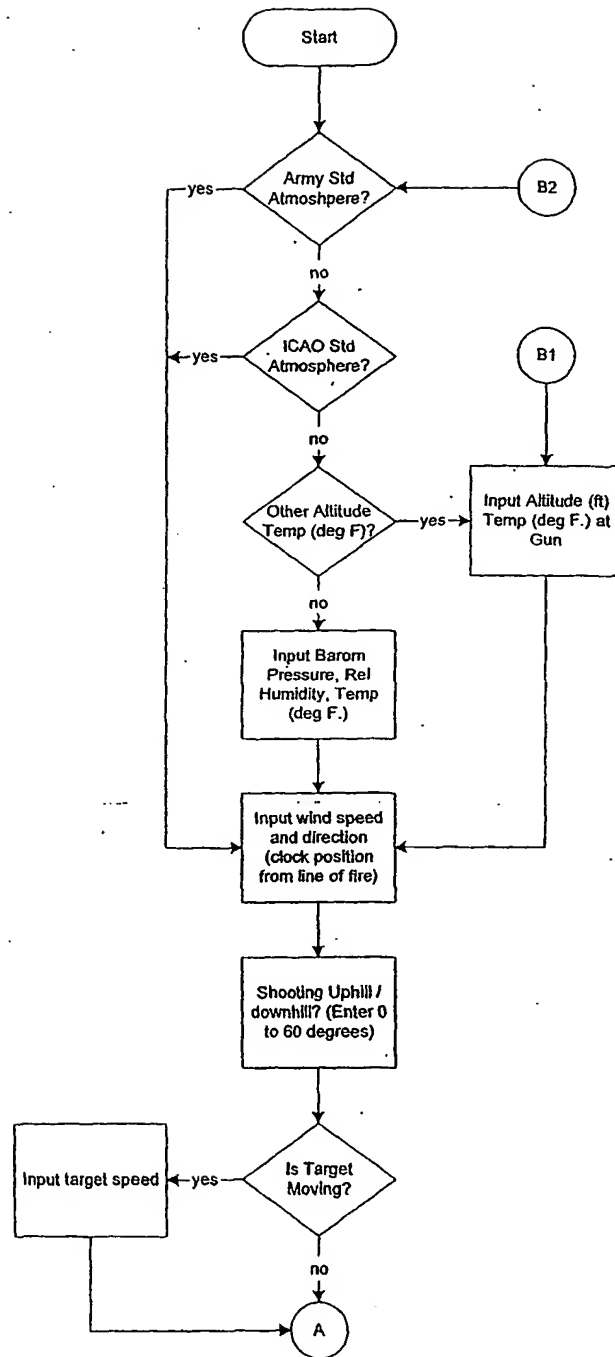 Start
Army Std
Atmoshpere?
yes
B2
no
ICAO Std
Atmosphere?
yes
B1
no
Other Altitude
Temp (deg F)?
yes
Input Altitude (ft)
Temp (deg F.) at
Gun
no
Input Barom
Pressure, Rel
Humidity, Temp
(deg F.)
Input wind speed
and direction
(clock position
from line of fire)
Shooting Uphill /
downhill? (Enter 0
to 60 degrees)
Is Target
Moving?
yes
Input target speed
no
A